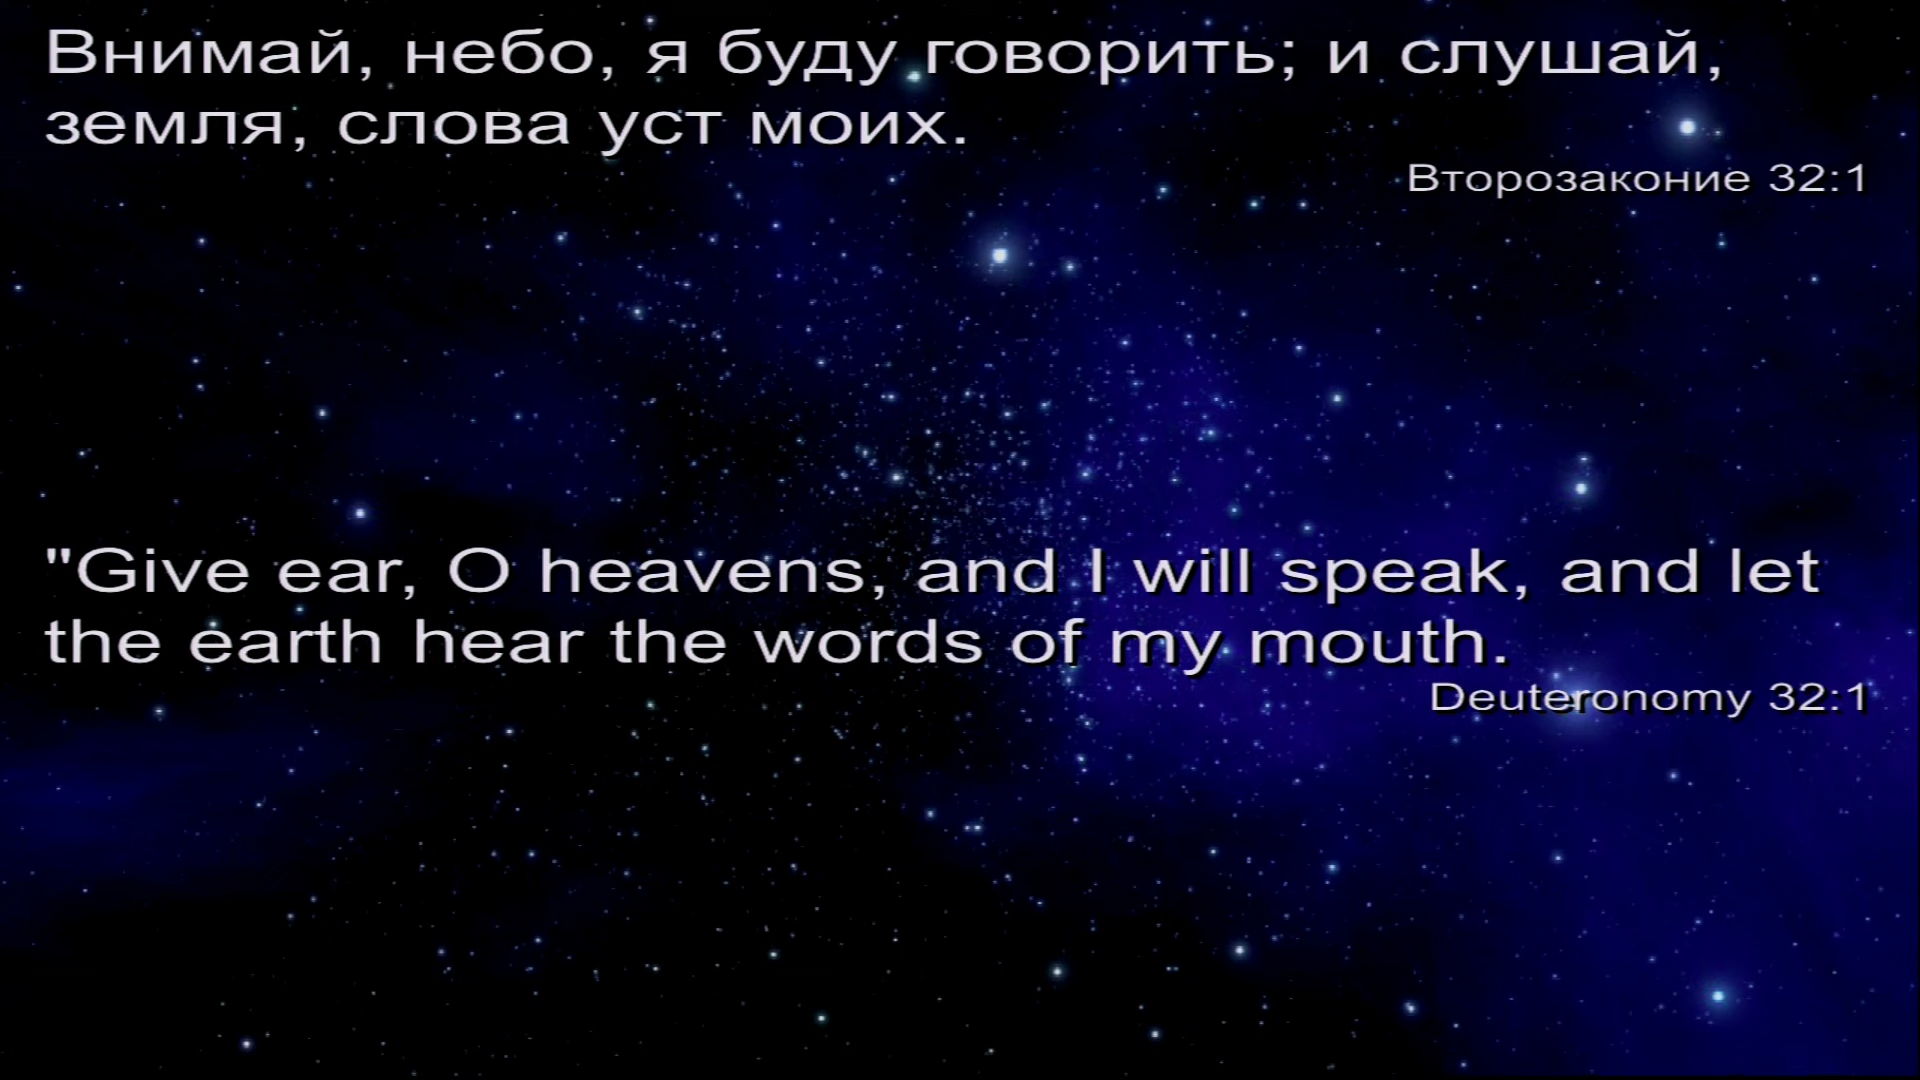 Внимай, небо, я буду говорить; и слушай,
земля, слова уст моих.
Второзаконие 32:1
"Give ear, O heavens, and I will speak, and let
the earth hear the words of my mouth.
Deuteronomy 32:1